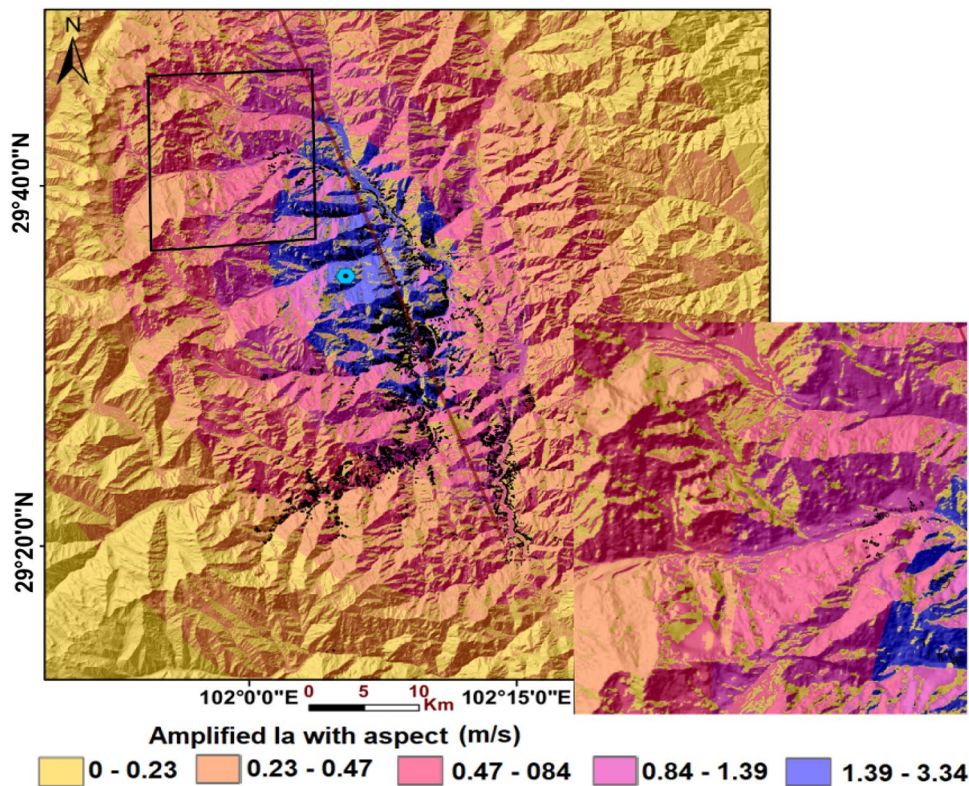 N
29°40'0"N
29°20'0"N
102°0'0"E
0 5 10
Km
102°15'0"E
Amplified Ia with aspect (m/s)
0 - 0.23
0.23 - 0.47
0.47 - 084
0.84 - 1.39
1.39 - 3.34